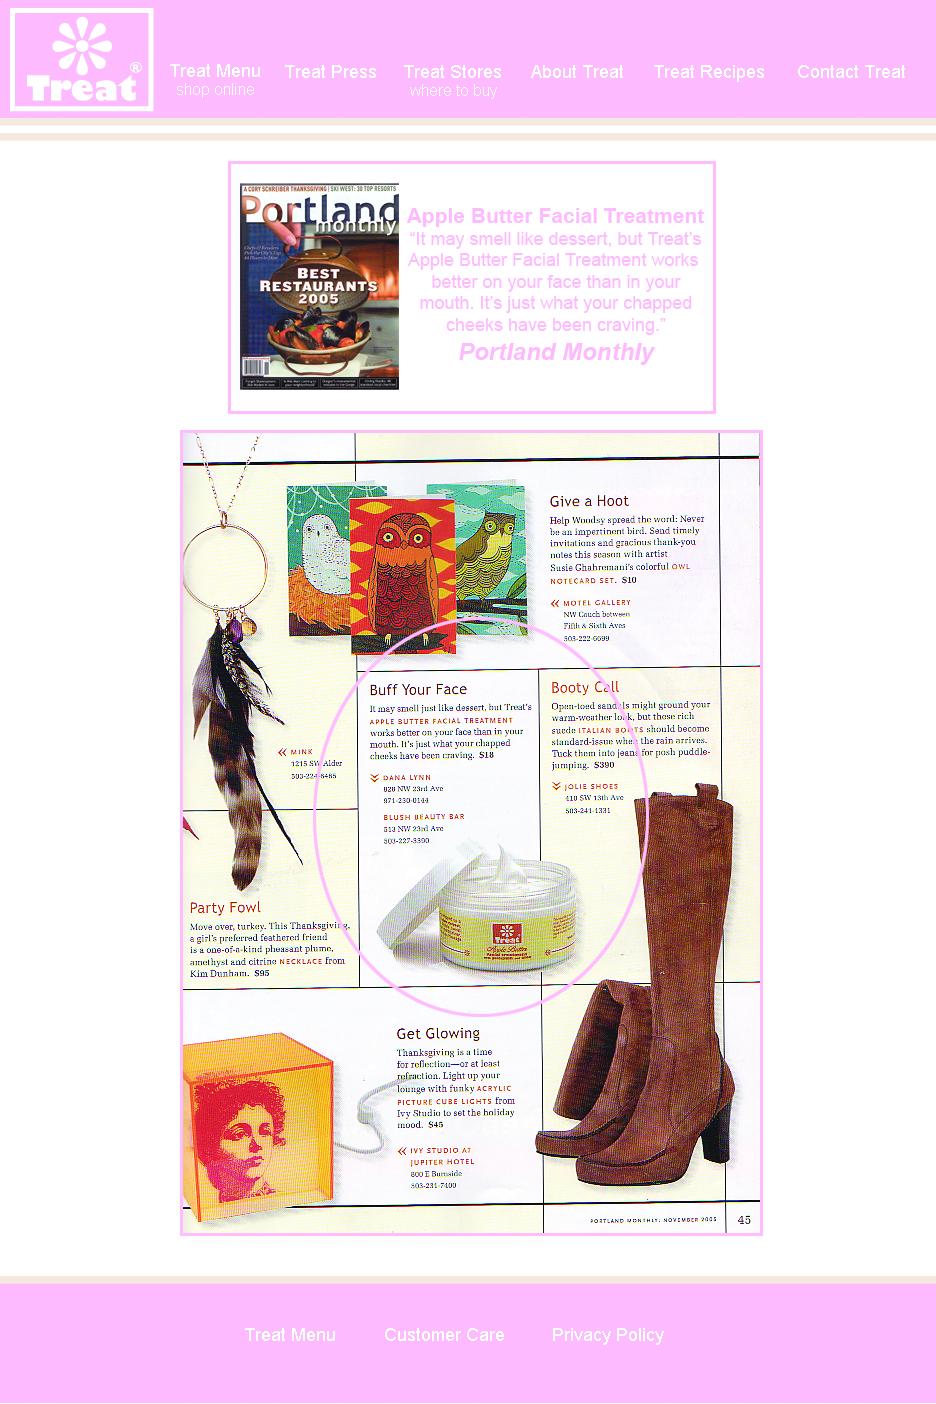 Treat®
Treat Menu
shop online
Treat Press
Treat Stores
where to buy
About Treat
Treat Recipes
Contact Treat
A CORY SCHREIBER THANKSGIVING | SKI WEST: 30 TOP RESORTS
Portland
monthly
BEST
RESTAURANTS
2005
Apple Butter Facial Treatment
“It may smell like dessert, but Treat’s
Apple Butter Facial Treatment works
better on your face than in your
mouth. It’s just what your chapped
cheeks have been craving.”
Portland Monthly
Give a Hoot
Help Woodsy spread the word: Never
be an impertinent bird. Send timely
invitations and gracious thank-you
notes this season with artist
Susie Ghahremani's colorful OWL
NOTECARD SET. $10
MOTEL GALLERY
NW Couch between
Fifth & Sixth Aves
503-222-6699
Buff Your Face
It may smell just like dessert, but Treat's
APPLE BUTTER FACIAL TREATMENT
works better on your face than in your
mouth. It's just what your chapped
cheeks have been craving. $18
DANA LYNN
828 NW 23rd Ave
971-230-0144
BLUSH BEAUTY BAR
513 NW 23rd Ave
503-227-3390
Booty Call
Open-toed sandals might ground your
warm-weather look, but these rich
suede ITALIAN BOOTS should become
standard-issue when the rain arrives.
Tuck them into jeans for posh puddle-
jumping. $390
JOLIE SHOES
410 SW 13th Ave
503-241-1331
MINK
1215 SW Alder
503-224-6465
Party Fowl
Move over, turkey. This Thanksgiving,
a girl's preferred feathered friend
is a one-of-a-kind pheasant plume,
amethyst and citrine NECKLACE from
Kim Dunham. $95
Treat
Apple Butter
facial treatment
Get Glowing
Thanksgiving is a time
for reflection—or at least
refraction. Light up your
lounge with funky ACRYLIC
PICTURE CUBE LIGHTS from
Ivy Studio to set the holiday
mood. $45
IVY STUDIO AT
JUPITER HOTEL
800 E Burnside
503-231-7400
PORTLAND MONTHLY: NOVEMBER 2005 45
Treat Menu
Customer Care
Privacy Policy